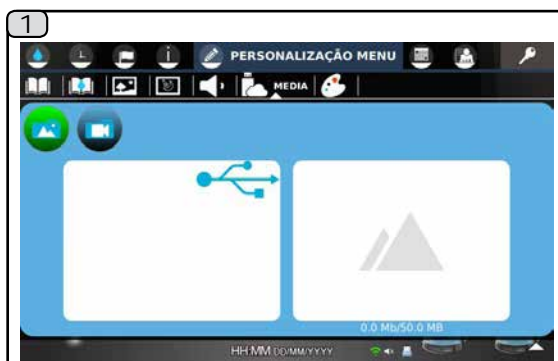 1
PERSONALIZAÇÃO MENU
MEDIA
0.0 Mb/50.0 MB
HH:MM DD/MM/YYYY